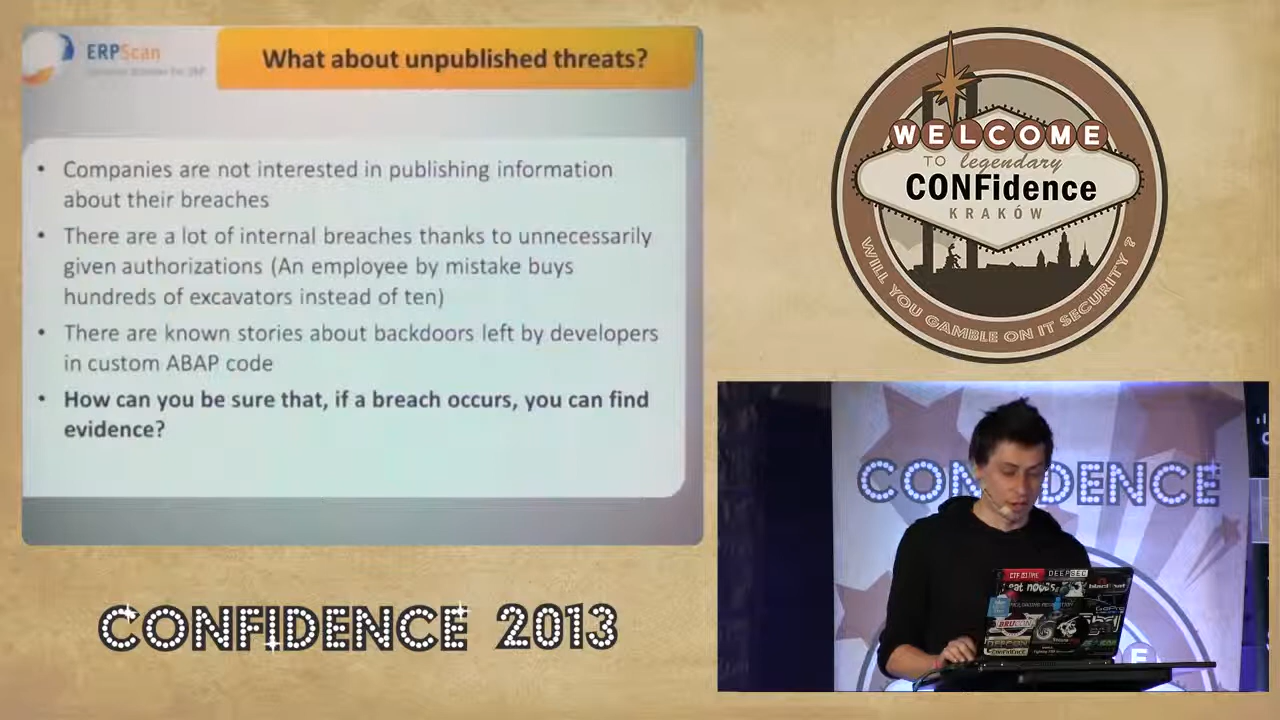 ERPScan
What about unpublished threats?
• Companies are not interested in publishing information
about their breaches
• There are a lot of internal breaches thanks to unnecessarily
given authorizations (An employee by mistake buys
hundreds of excavators instead of ten)
• There are known stories about backdoors left by developers
in custom ABAP code
• How can you be sure that, if a breach occurs, you can find
evidence?
CONFIDENCE 2013
WELCOME
TO legendary
CONFidence
KRAKÓW
WILL YOU GAMBLE ON IT SECURITY?
CONFIDENCE
DEEPSEC
BRUCON
GoPro